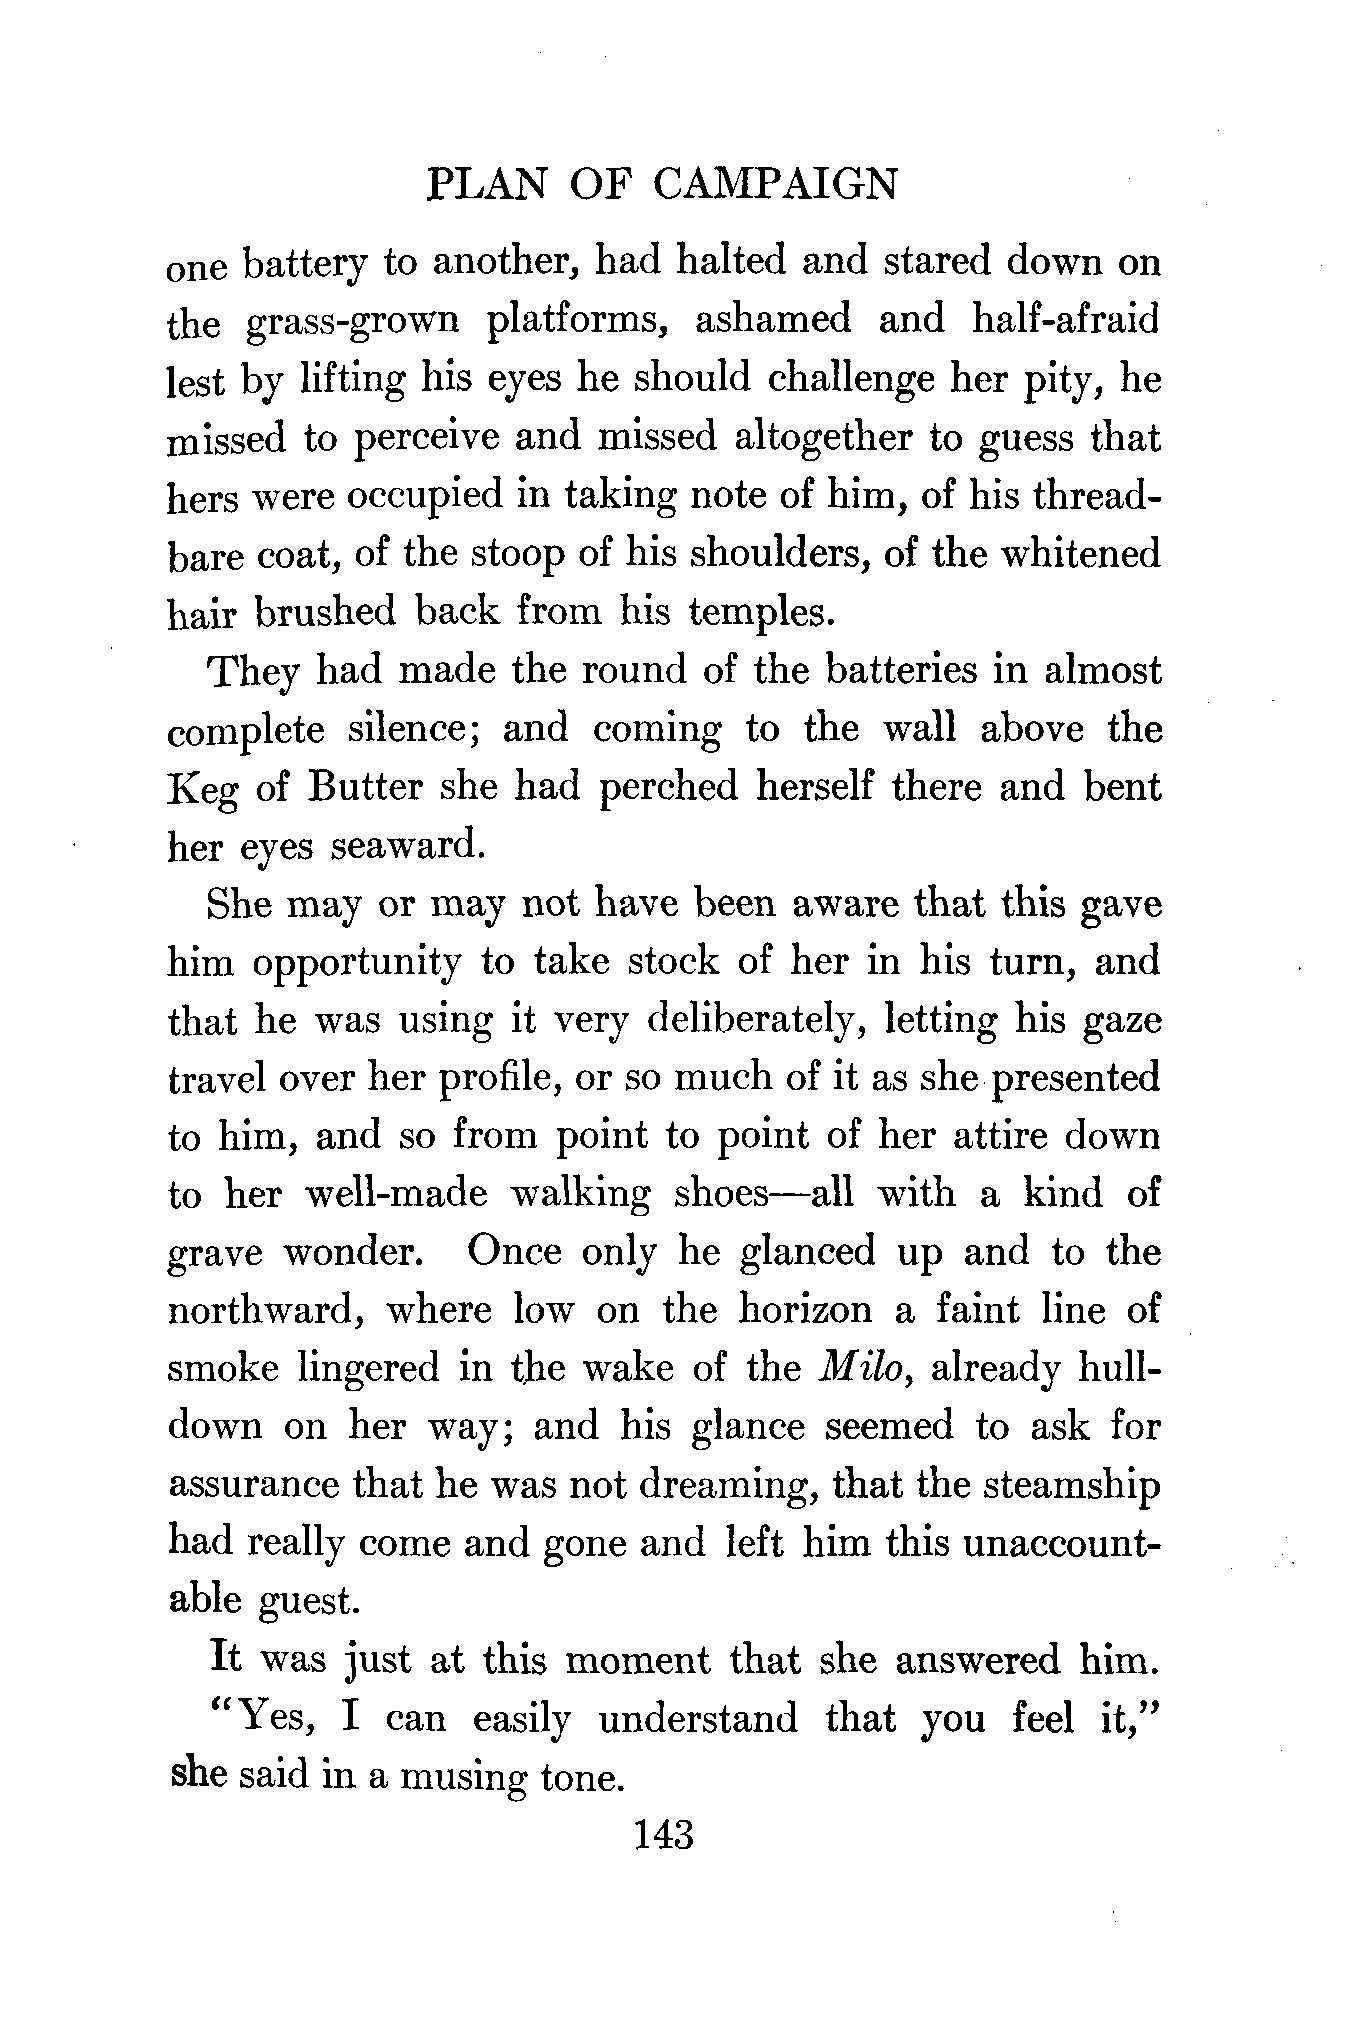 PLAN OF CAMPAIGN
one battery to another, had halted and stared down on
the grass-grown platforms, ashamed and half-afraid
lest by lifting his eyes he should challenge her pity, he
missed to perceive and missed altogether to guess that
hers were occupied in taking note of him, of his thread-
bare coat, of the stoop of his shoulders, of the whitened
hair brushed back from his temples.
They had made the round of the batteries in almost
complete silence; and coming to the wall above the
Keg of Butter she had perched herself there and bent
her eyes seaward.
She may or may not have been aware that this gave
him opportunity to take stock of her in his turn, and
that he was using it very deliberately, letting his gaze
travel over her profile, or so much of it as she presented
to him, and so from point to point of her attire down
to her well-made walking shoes—all with a kind of
grave wonder. Once only he glanced up and to the
northward, where low on the horizon a faint line of
smoke lingered in the wake of the Milo, already hull-
down on her way; and his glance seemed to ask for
assurance that he was not dreaming, that the steamship
had really come and gone and left him this unaccount-
able guest.
It was just at this moment that she answered him.
“Yes, I can easily understand that you feel it,”
she said in a musing tone.
143